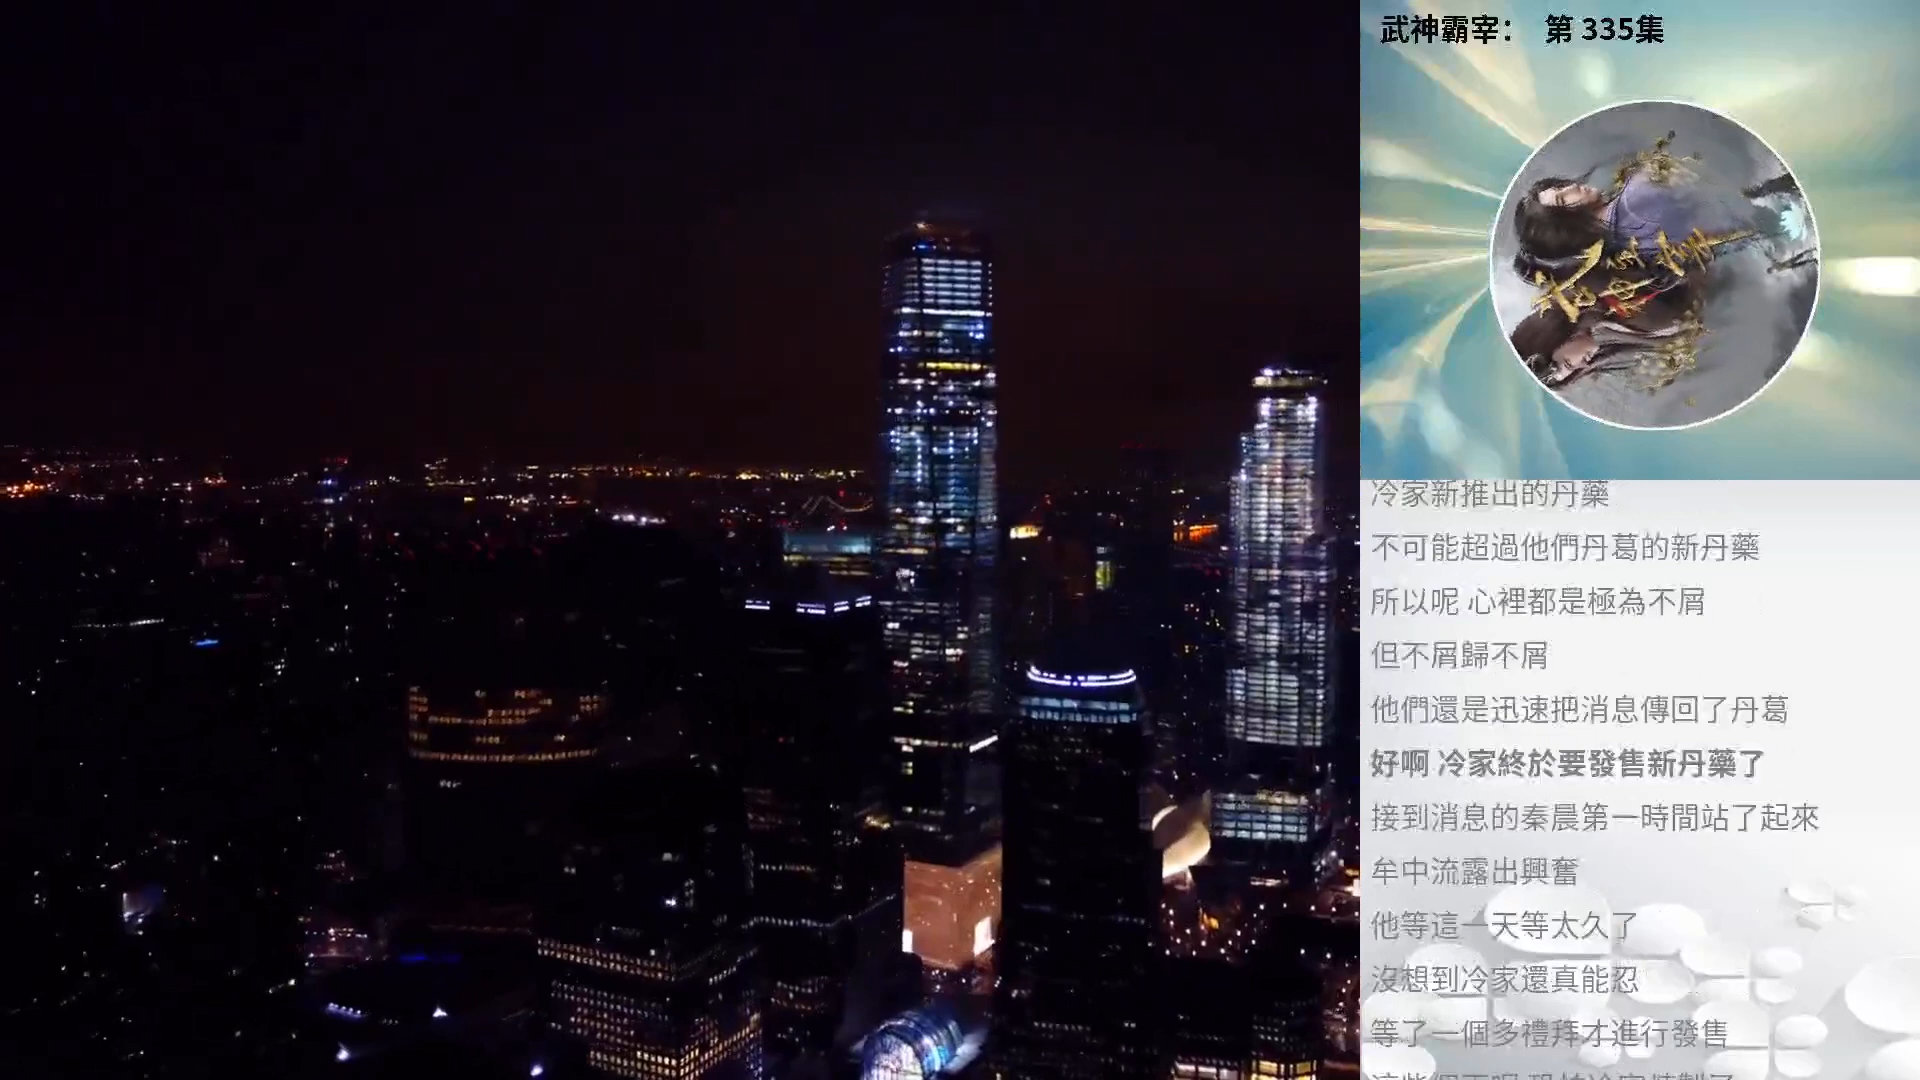 武神霸宰： 第 335集
冷家新推出的丹藥
不可能超過他們丹葛的新丹藥
所以呢 心裡都是極為不屑
但不屑歸不屑
他們還是迅速把消息傳回了丹葛
好啊 冷家終於要發售新丹藥了
接到消息的秦晨第一時間站了起來
牟中流露出興奮
他等這一天等太久了
沒想到冷家還真能忍
等了一個多禮拜才進行發售